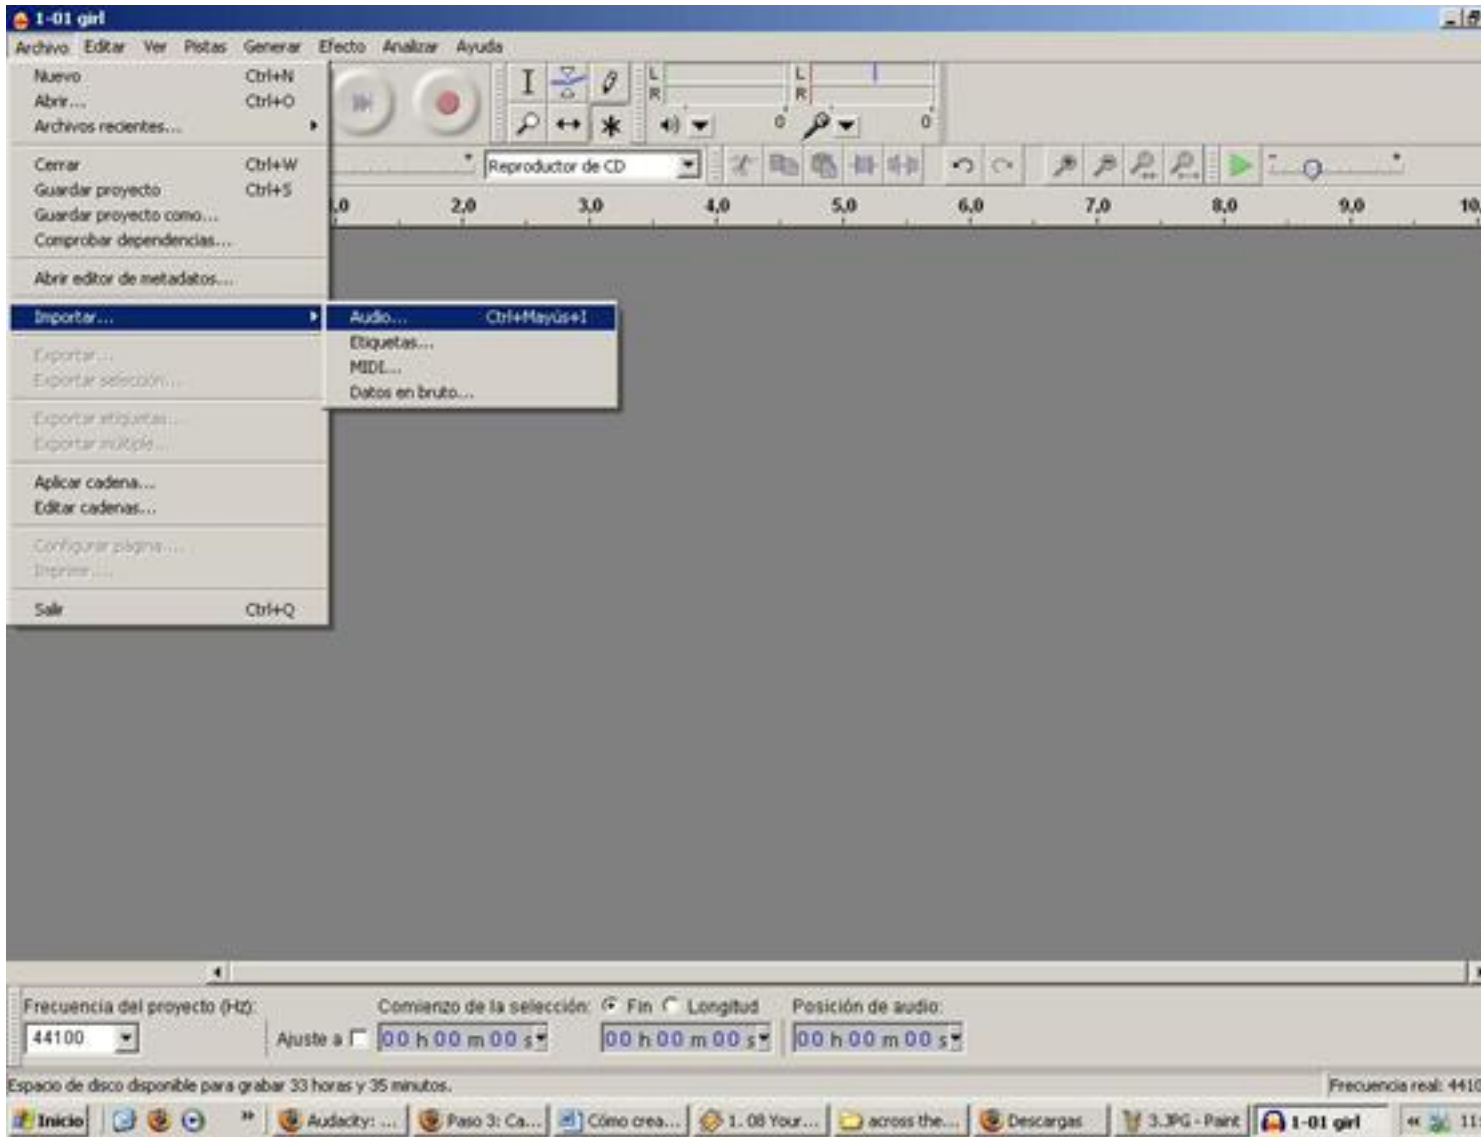 1-01 girl
Archivo Editar Ver Pistas Generar Efecto Analizar Ayuda
Nuevo Ctrl+N
Abrir... Ctrl+O
Archivos recientes...
Cerrar Ctrl+W
Guardar proyecto Ctrl+S
Guardar proyecto como...
Comprobar dependencias...
Abrir editor de metadatos...
Importar...
Exportar...
Exportar selección...
Exportar etiquetas...
Exportar múltiple...
Aplicar cadena...
Editar cadenas...
Configurar página...
Imprimir...
Salir Ctrl+Q
Audio... Ctrl+Mayús+I
Etiquetas...
MIDI...
Datos en bruto...
L
R
L
R
0 0
Reproductor de CD
,0 2,0 3,0 4,0 5,0 6,0 7,0 8,0 9,0 10,
Frecuencia del proyecto (Hz): Comienzo de la selección: Fin Longitud Posición de audio:
44100 Ajuste a 00 h 00 m 00 s 00 h 00 m 00 s 00 h 00 m 00 s
Espacio de disco disponible para grabar 33 horas y 35 minutos. Frecuencia real: 4410
Inicio » Audacity: ... Paso 3: Ca... Cómo crea... 1. 08 Your... across the... Descargas 3.JPG - Paint 1-01 girl « 11: